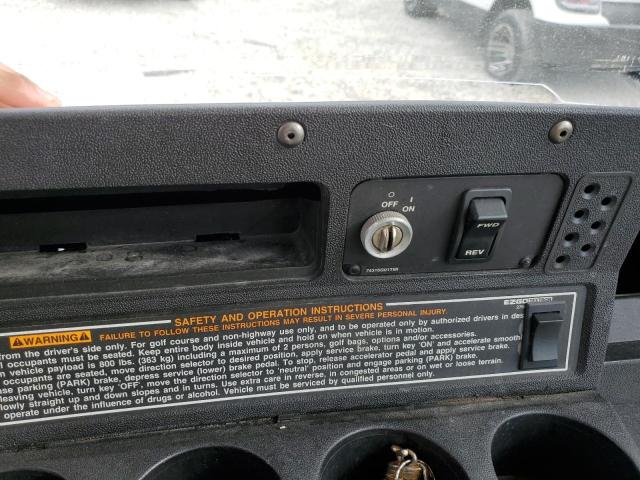 OFF
ON
FWD
REV
SAFETY AND OPERATION INSTRUCTIONS
WARNING FAILURE TO FOLLOW THESE INSTRUCTIONS MAY RESULT IN SEVERE PERSONAL INJURY.
from the driver's side only. For golf course and non-highway use only, and to be operated only by authorized drivers in
occupants must be seated. Keep entire body inside vehicle and hold on when vehicle is in motion.
vehicle payload is 800 lbs. (363 kg) including a maximum of 2 persons, golf bags, options and/or accessories.
occupants are seated, move direction selector to desired position, apply service brake, turn key 'ON' and accelerate smooth
parking (PARK) brake, depress service (lower) brake pedal. To stop, release accelerator pedal and apply service brake.
leaving vehicle, turn key 'OFF', move the direction selector to 'neutral' position and engage parking (PARK) brake.
slowly straight up and down slopes and in turns. Use extra care in reverse, in congested areas or on wet or loose terrain.
operate under the influence of drugs or alcohol. Vehicle must be serviced by qualified personnel only.
EZGO